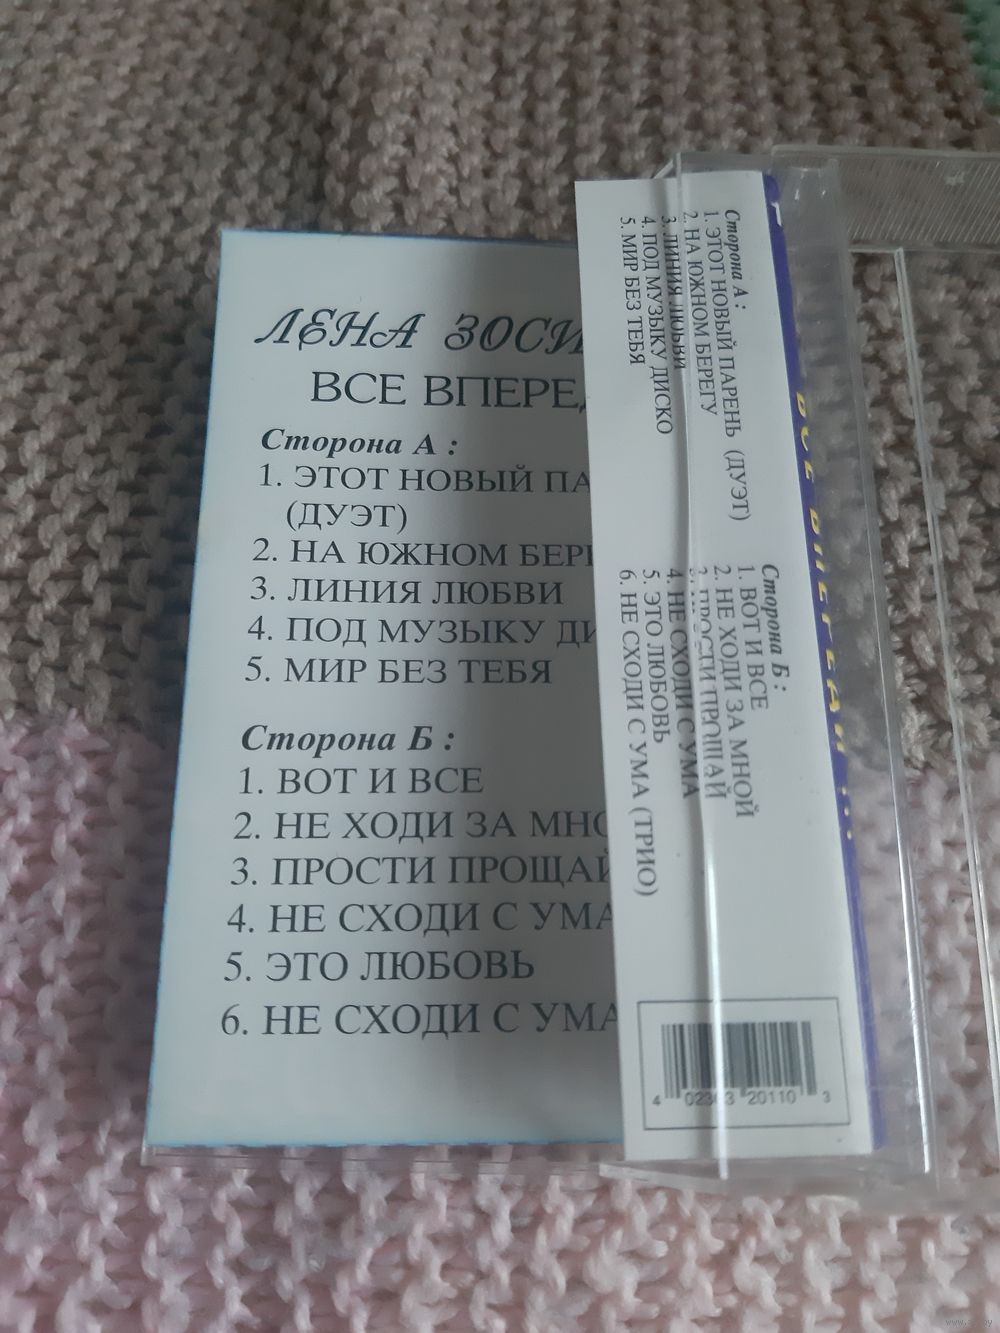 ЛЕНА ЗОСИ
ВСЕ ВПЕРЕД
Сторона А :
1. ЭТОТ НОВЫЙ ПА
(ДУЭТ)
2. НА ЮЖНОМ БЕРЕ
3. ЛИНИЯ ЛЮБВИ
4. ПОД МУЗЫКУ ДИ
5. МИР БЕЗ ТЕБЯ
Сторона Б :
1. ВОТ И ВСЕ
2. НЕ ХОДИ ЗА МНО
3. ПРОСТИ ПРОЩАЙ
4. НЕ СХОДИ С УМА
5. ЭТО ЛЮБОВЬ
6. НЕ СХОДИ С УМА
Сторона А :
1. ЭТОТ НОВЫЙ ПАРЕНЬ (ДУЭТ)
2. НА ЮЖНОМ БЕРЕГУ
3. ЛИНИЯ ЛЮБВИ
4. ПОД МУЗЫКУ ДИСКО
5. МИР БЕЗ ТЕБЯ
Сторона Б :
1. ВОТ И ВСЕ
2. НЕ ХОДИ ЗА МНОЙ
3. ПРОСТИ ПРОЩАЙ
4. НЕ СХОДИ С УМА
5. ЭТО ЛЮБОВЬ
6. НЕ СХОДИ С УМА (ТРИО)
ВСЕ ВПЕРЕДИ